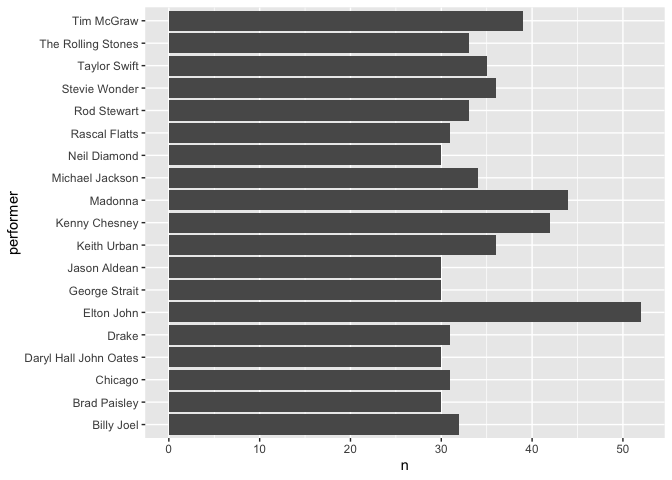 Tim McGraw
The Rolling Stones
Taylor Swift
Stevie Wonder
Rod Stewart
Rascal Flatts
Neil Diamond
Michael Jackson
Madonna
Kenny Chesney
Keith Urban
Jason Aldean
George Strait
Elton John
Drake
Daryl Hall John Oates
Chicago
Brad Paisley
Billy Joel
performer
0 10 20 30 40 50
n